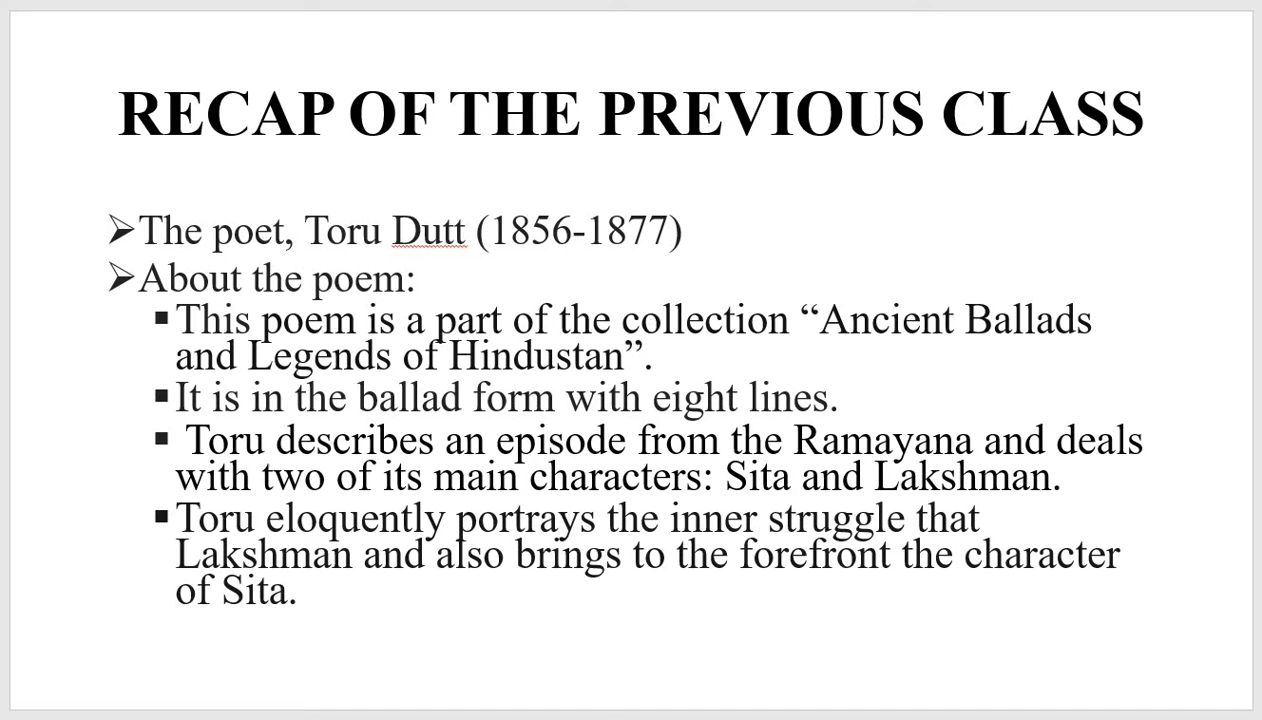 RECAP OF THE PREVIOUS CLASS
➢The poet, Toru Dutt (1856-1877)
➢About the poem:
▪This poem is a part of the collection “Ancient Ballads
and Legends of Hindustan”.
▪It is in the ballad form with eight lines.
▪ Toru describes an episode from the Ramayana and deals
with two of its main characters: Sita and Lakshman.
▪Toru eloquently portrays the inner struggle that
Lakshman and also brings to the forefront the character
of Sita.